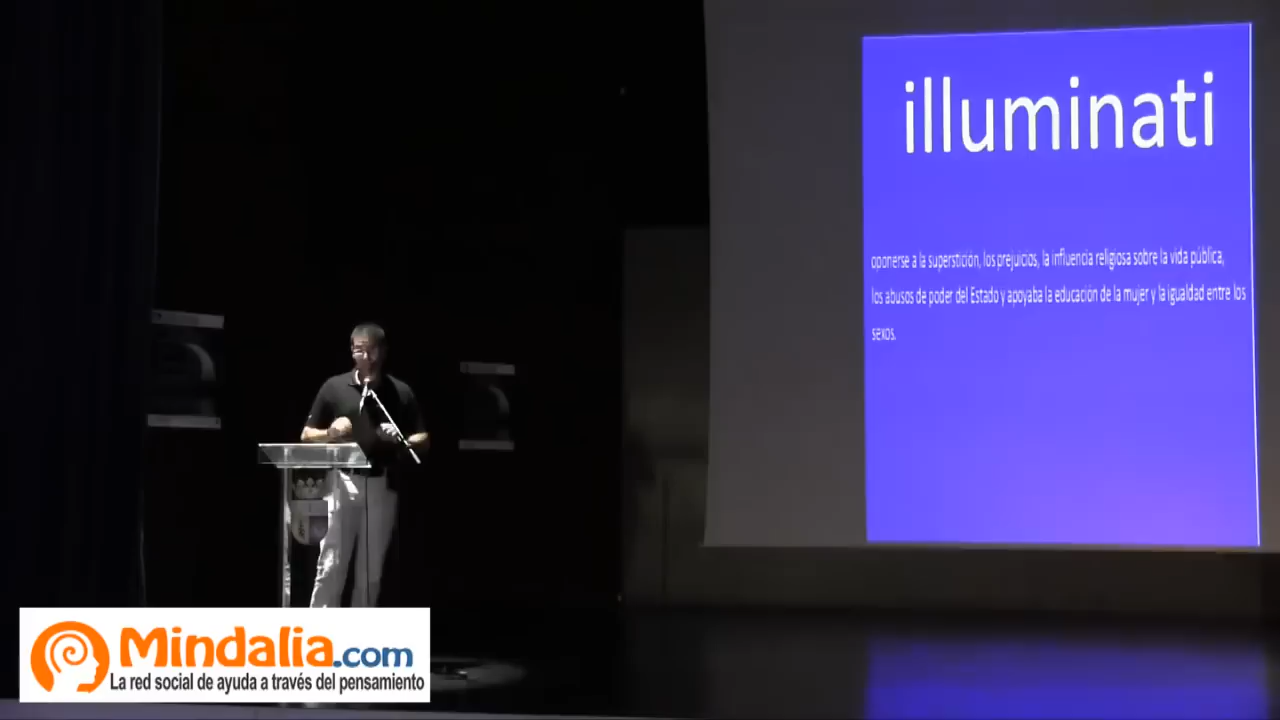 illuminati
oponerse a la superstición, los prejuicios, la influencia religiosa sobre la vida pública,
los abusos de poder del Estado y apoyaba la educación de la mujer y la igualdad entre los
sexos.
Mindalia.com
La red social de ayuda a través del pensamiento